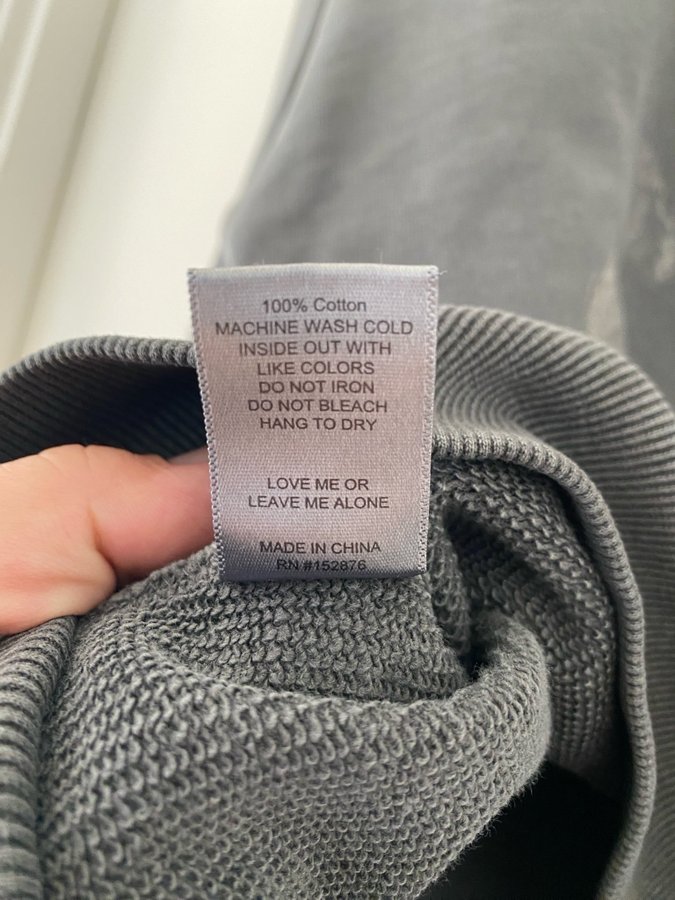 100% Cotton
MACHINE WASH COLD
INSIDE OUT WITH
LIKE COLORS
DO NOT IRON
DO NOT BLEACH
HANG TO DRY
LOVE ME OR
LEAVE ME ALONE
MADE IN CHINA
RN #152876